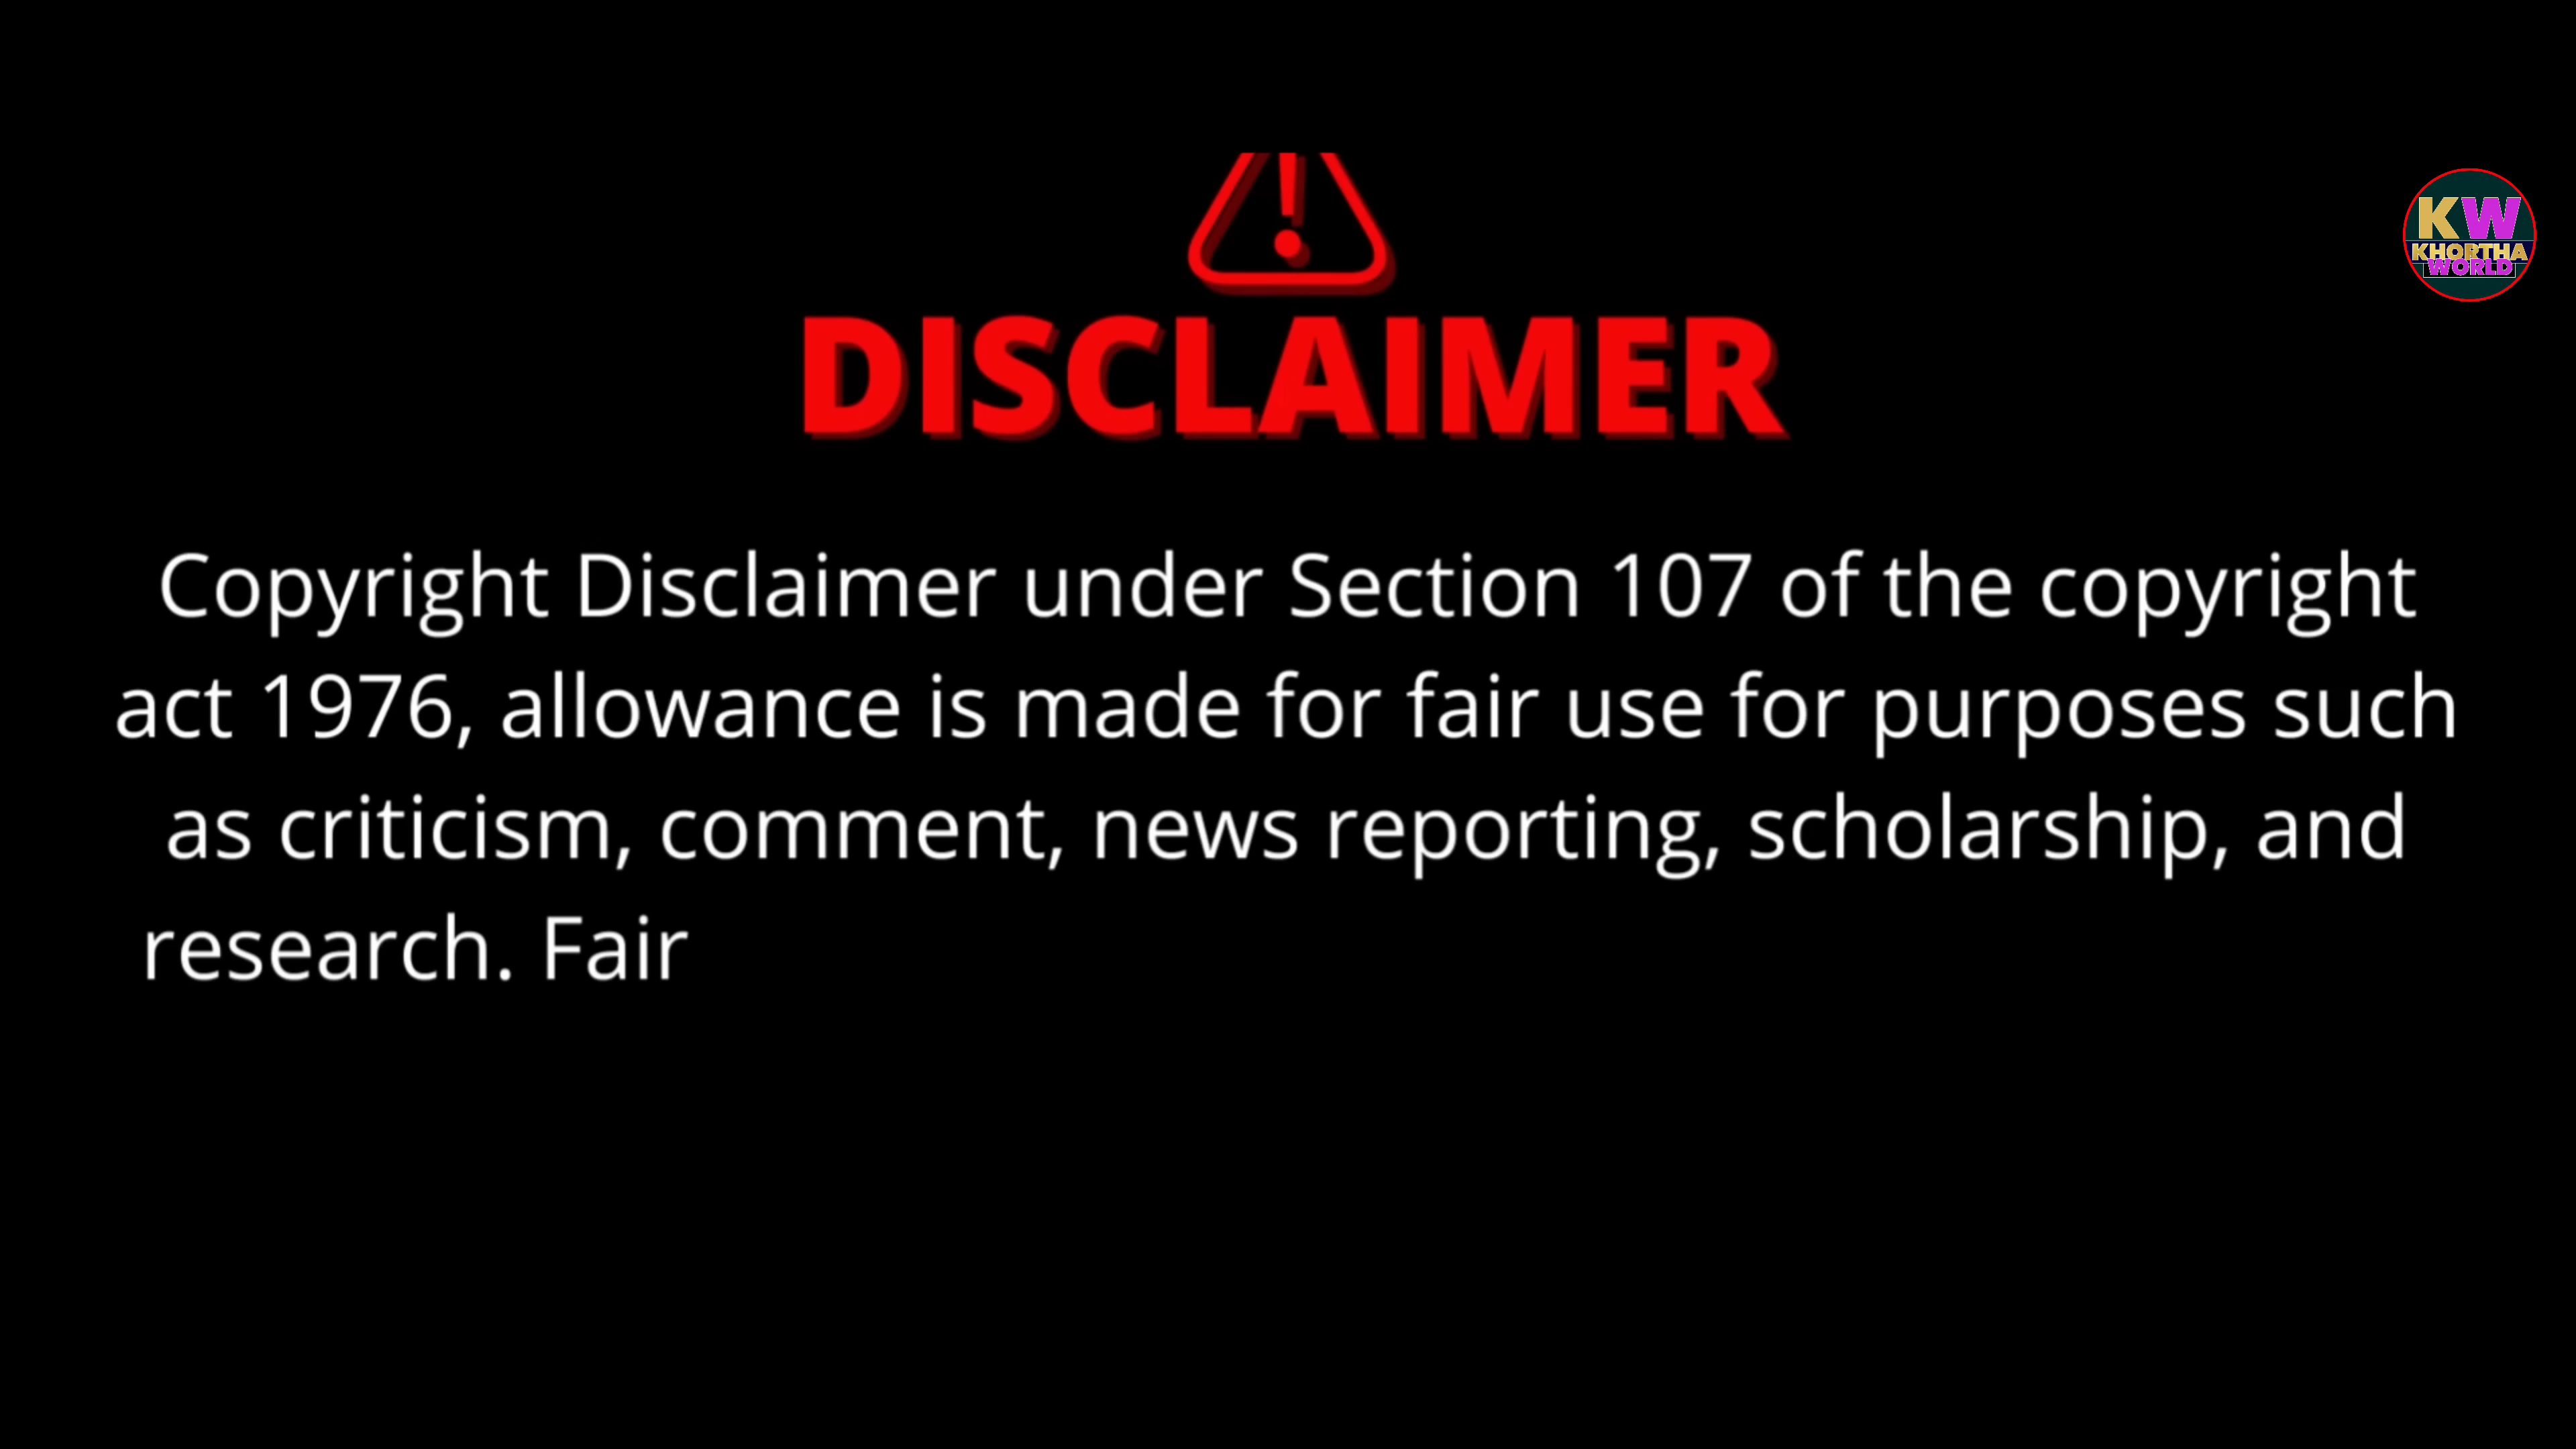 DISCLAIMER
Copyright Disclaimer under Section 107 of the copyright
act 1976, allowance is made for fair use for purposes such
as criticism, comment, news reporting, scholarship, and
research. Fair
KW
KHORTHA
WORLD